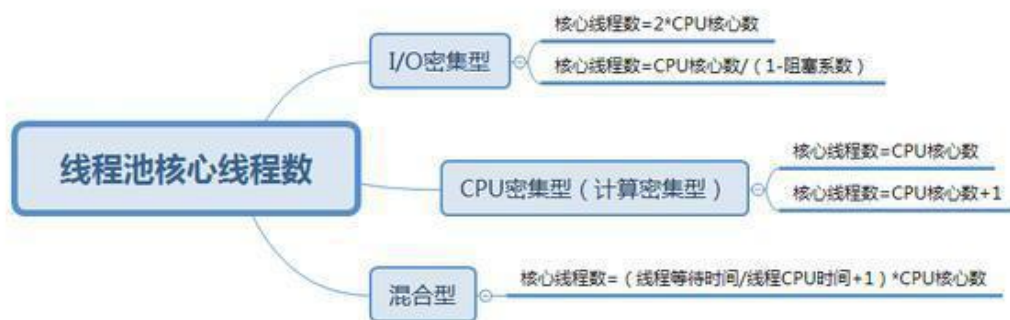 线程池核心线程数
I/O密集型
核心线程数=2*CPU核心数
核心线程数=CPU核心数/（1-阻塞系数）
CPU密集型（计算密集型）
核心线程数=CPU核心数
核心线程数=CPU核心数+1
混合型
核心线程数=（线程等待时间/线程CPU时间+1）*CPU核心数